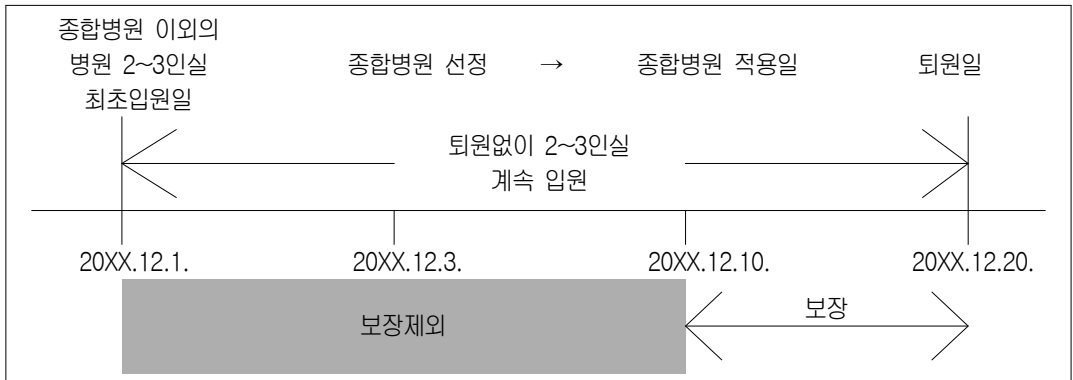 종합병원 이외의
병원 2~3인실
최초입원일
종합병원 선정 → 종합병원 적용일 퇴원일
퇴원없이 2~3인실
계속 입원
20XX.12.1. 20XX.12.3. 20XX.12.10. 20XX.12.20.
보장제외
보장